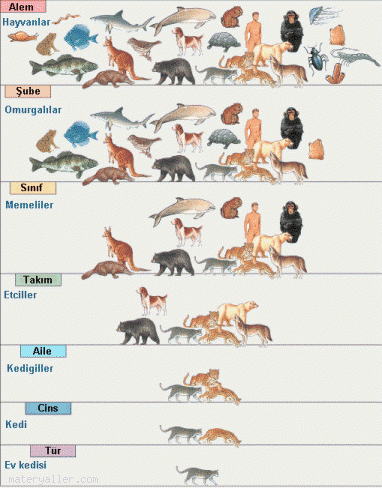 Alem
Hayvanlar
Şube
Omurgalılar
Sınıf
Memeliler
Takım
Etciller
Aile
Kedigiller
Cins
Kedi
Tür
Ev kedisi
materyaller.com